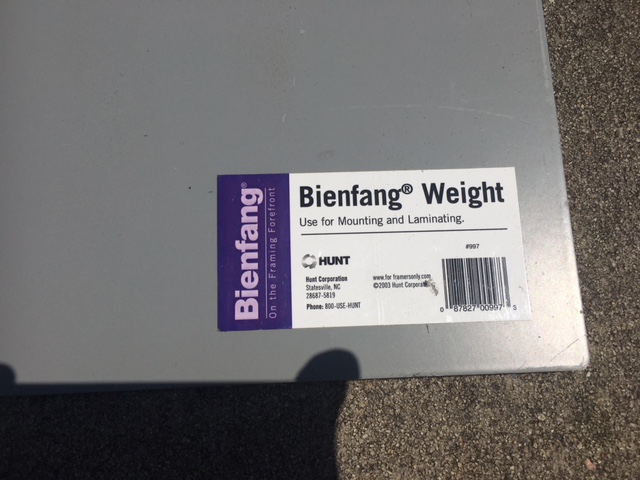 Bienfang®
On the Framing Forefront
Bienfang® Weight
Use for Mounting and Laminating.
#997
HUNT
Hunt Corporation
Statesville, NC
28687-5819
Phone: 800-USE-HUNT
www.for framersonly.com
©2003 Hunt Corporation
0 87827 00997 3